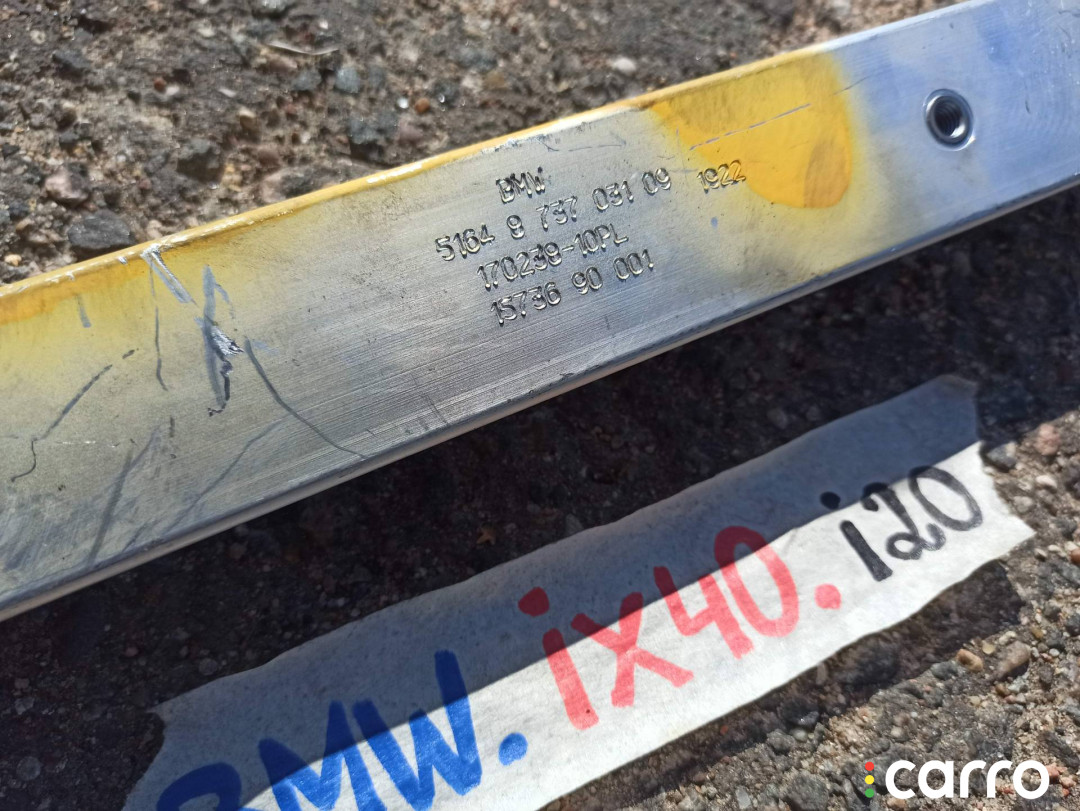 BMW
5164 9 737 031 09 1922
170239-10PL
15736 90 001
BMW. ix40. i20
carro